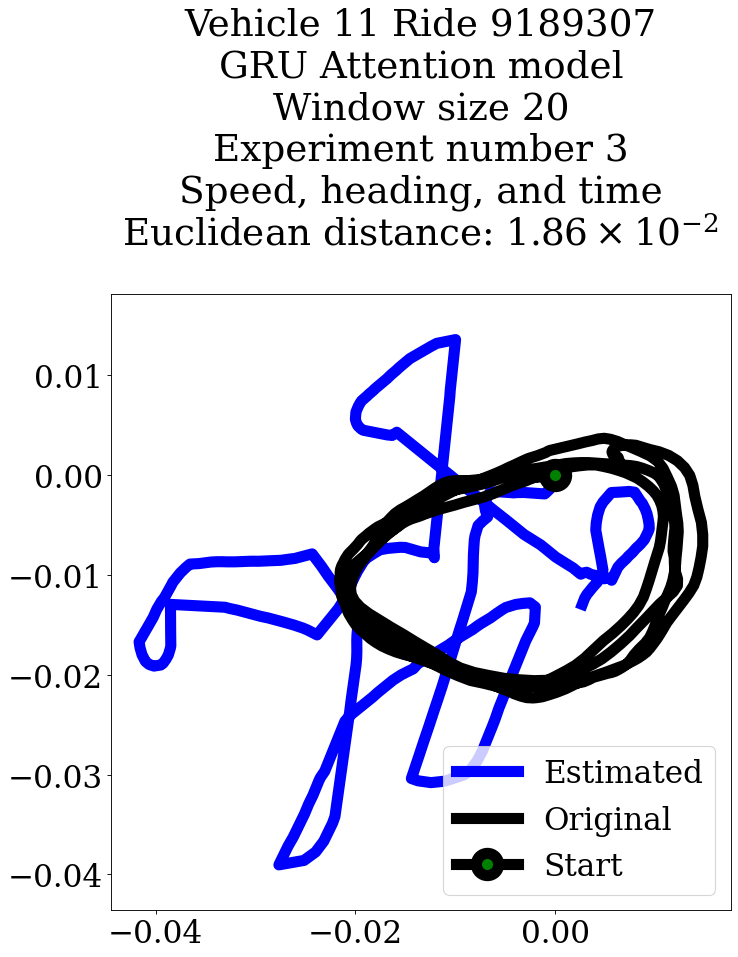 Vehicle 11 Ride 9189307
GRU Attention model
Window size 20
Experiment number 3
Speed, heading, and time
Euclidean distance: 1.86 × 10⁻²
0.01
0.00
−0.01
−0.02
−0.03
−0.04
Estimated
Original
Start
−0.04
−0.02
0.00